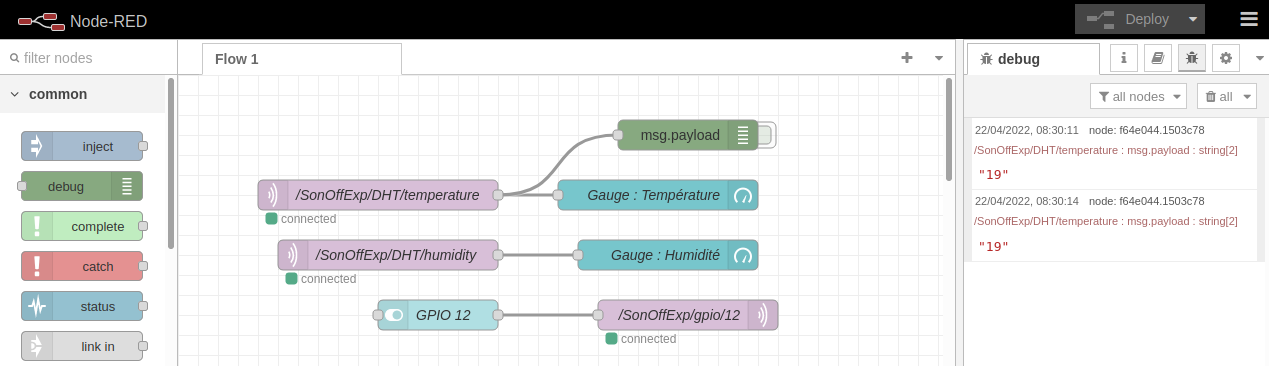 Node-RED
Deploy
filter nodes
Flow 1
debug
i
all nodes
all
common
inject
debug
complete
catch
status
link in
msg.payload
/SonOffExp/DHT/temperature
connected
Gauge : Température
/SonOffExp/DHT/humidity
connected
Gauge : Humidité
GPIO 12
/SonOffExp/gpio/12
connected
22/04/2022, 08:30:11 node: f64e044.1503c78
/SonOffExp/DHT/temperature : msg.payload : string[2]
"19"
22/04/2022, 08:30:14 node: f64e044.1503c78
/SonOffExp/DHT/temperature : msg.payload : string[2]
"19"